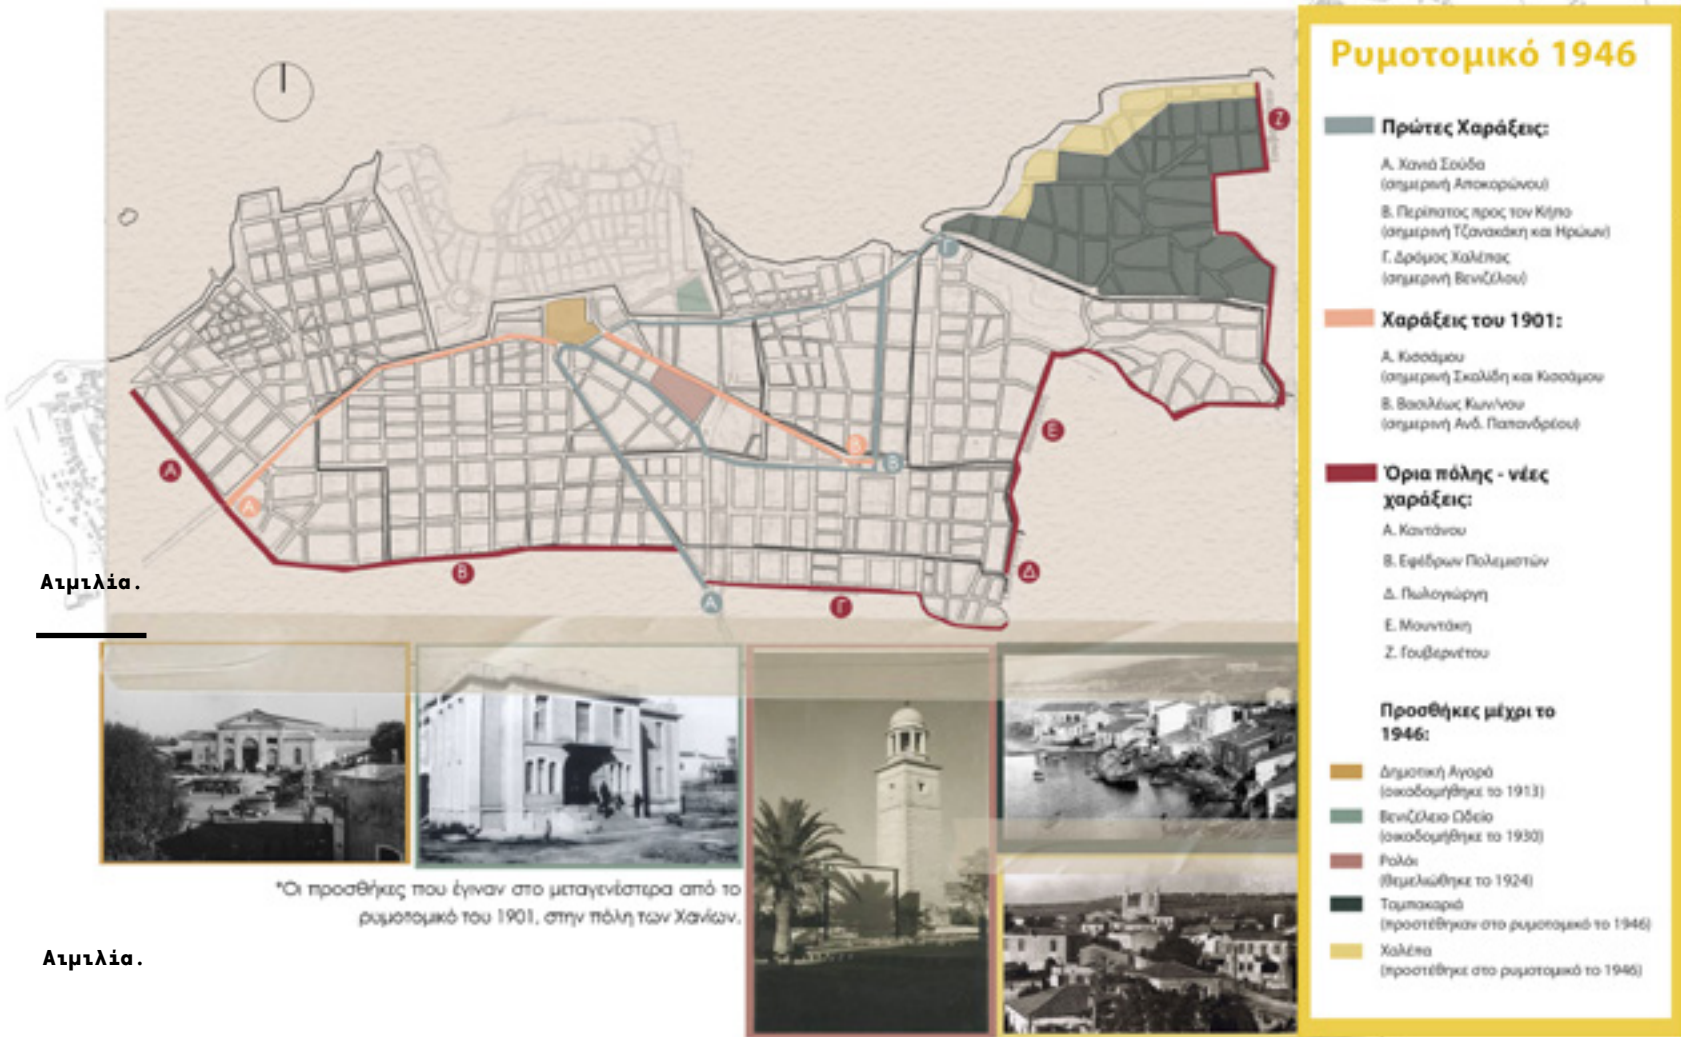 Ρυμοτομικό 1946
Πρώτες Χαράξεις:
Α. Χανιά Σούδα
(σημερινή Αποκορώνου)
Β. Περίπατος προς τον Κήπο
(σημερινή Τζανακάκη και Ηρώων)
Γ. Δρόμος Χαλέπας
(σημερινή Βενιζέλου)
Χαράξεις του 1901:
Α. Κισσάμου
(σημερινή Σκαλίδη και Κισσάμου
Β. Βασιλέως Κων/νου
(σημερινή Ανδ. Παπανδρέου)
Όρια πόλης - νέες
χαράξεις:
Α. Καντάνου
Β. Εφέδρων Πολεμιστών
Δ. Πωλογιώργη
Ε. Μουντάκη
Ζ. Γουβερνέτου
Προσθήκες μέχρι το
1946:
Δημοτική Αγορά
(οικοδομήθηκε το 1913)
Βενιζέλειο Ωδείο
(οικοδομήθηκε το 1930)
Ρολόι
(θεμελιώθηκε το 1924)
Ταμπακαριά
(προστέθηκαν στο ρυμοτομικό το 1946)
Χαλέπα
(προστέθηκε στο ρυμοτομικό το 1946)
Ζ
Γ
Ε
Β
Β
Α
Α
Β
Δ
Α
Γ
Αιμιλία.
*Οι προσθήκες που έγιναν στο μεταγενέστερα από το
ρυμοτομικό του 1901, στην πόλη των Χανίων.
Αιμιλία.